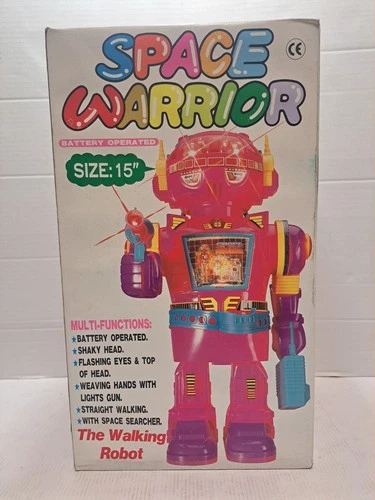 SPACE
WARRIOR
CE
BATTERY OPERATED
SIZE: 15"
MULTI-FUNCTIONS:
★BATTERY OPERATED.
★SHAKY HEAD.
★FLASHING EYES & TOP
OF HEAD.
★WEAVING HANDS WITH
LIGHTS GUN.
★STRAIGHT WALKING.
★WITH SPACE SEARCHER.
The Walking
Robot